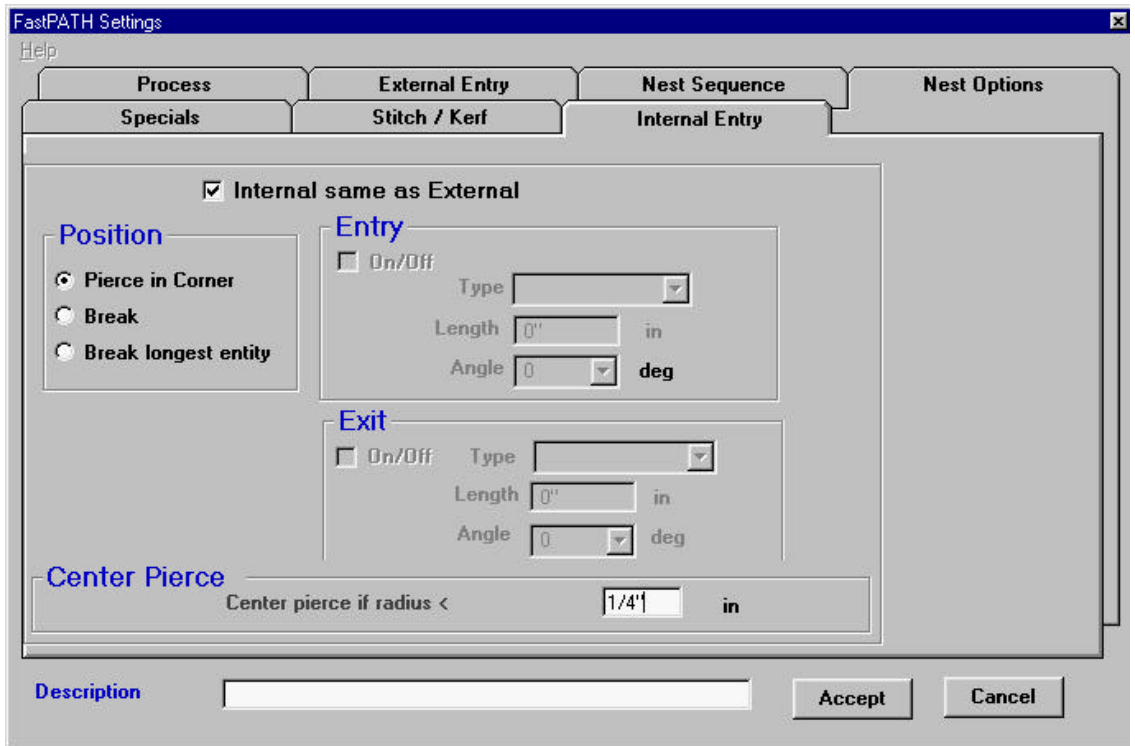 FastPATH Settings
Help
Process External Entry Nest Sequence Nest Options
Specials Stitch / Kerf Internal Entry
Internal same as External
Position
Pierce in Corner
Break
Break longest entity
Entry
On/Off
Type
Length 0" in
Angle 0 deg
Exit
On/Off Type
Length 0" in
Angle 0 deg
Center Pierce
Center pierce if radius < 1/4" in
Description
Accept Cancel